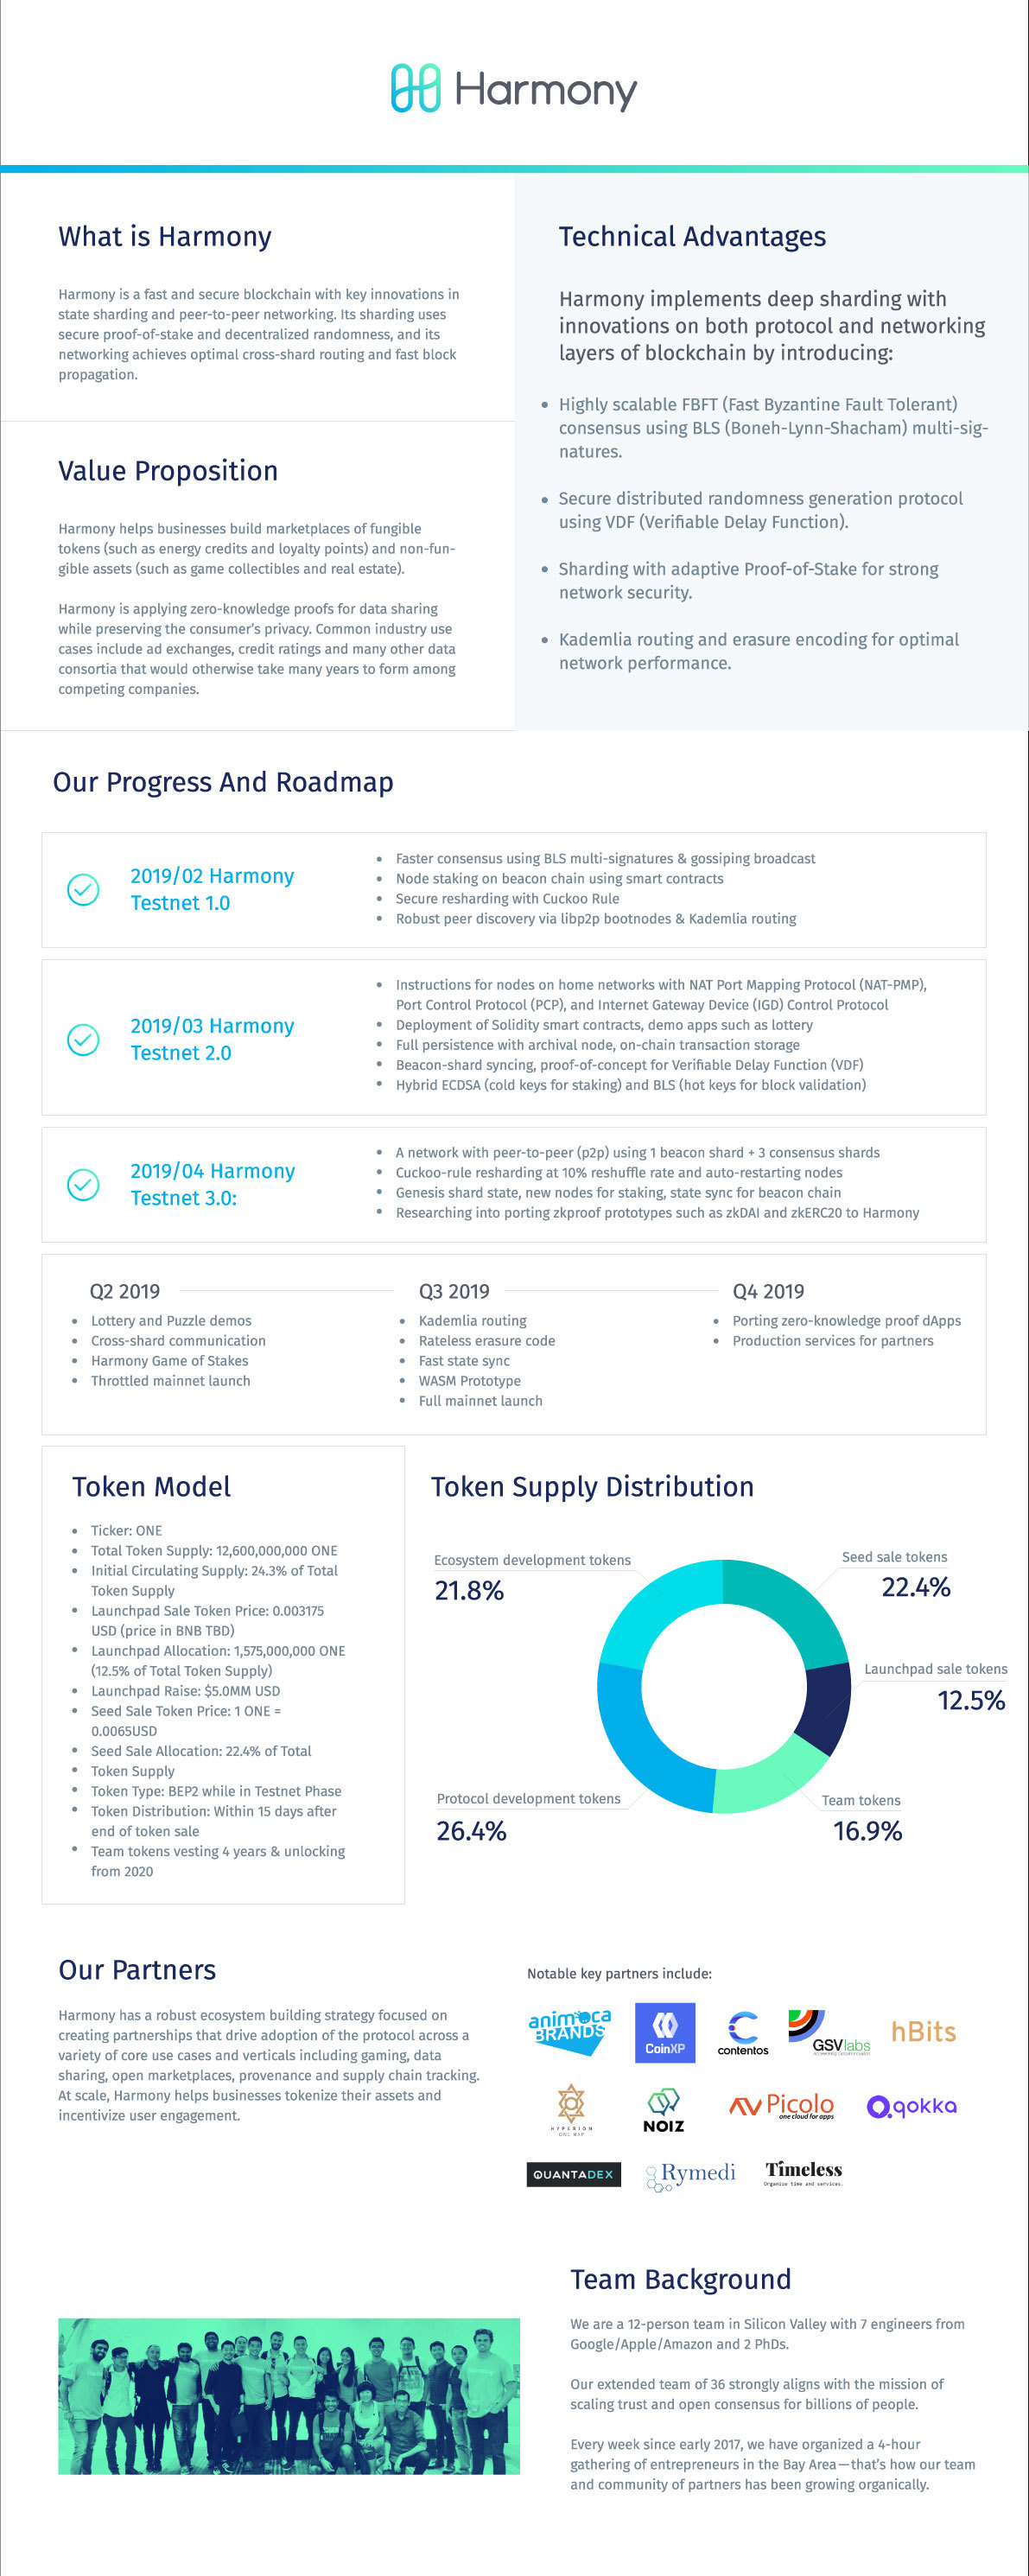 Harmony
What is Harmony
Harmony is a fast and secure blockchain with key innovations in
state sharding and peer-to-peer networking. Its sharding uses
secure proof-of-stake and decentralized randomness, and its
networking achieves optimal cross-shard routing and fast block
propagation.
Value Proposition
Harmony helps businesses build marketplaces of fungible
tokens (such as energy credits and loyalty points) and non-fun-
gible assets (such as game collectibles and real estate).
Harmony is applying zero-knowledge proofs for data sharing
while preserving the consumer's privacy. Common industry use
cases include ad exchanges, credit ratings and many other data
consortia that would otherwise take many years to form among
competing companies.
Technical Advantages
Harmony implements deep sharding with
innovations on both protocol and networking
layers of blockchain by introducing:
• Highly scalable FBFT (Fast Byzantine Fault Tolerant)
consensus using BLS (Boneh-Lynn-Shacham) multi-sig-
natures.
• Secure distributed randomness generation protocol
using VDF (Verifiable Delay Function).
• Sharding with adaptive Proof-of-Stake for strong
network security.
• Kademlia routing and erasure encoding for optimal
network performance.
Our Progress And Roadmap
2019/02 Harmony
Testnet 1.0
• Faster consensus using BLS multi-signatures & gossiping broadcast
• Node staking on beacon chain using smart contracts
• Secure resharding with Cuckoo Rule
• Robust peer discovery via libp2p bootnodes & Kademlia routing
2019/03 Harmony
Testnet 2.0
• Instructions for nodes on home networks with NAT Port Mapping Protocol (NAT-PMP),
Port Control Protocol (PCP), and Internet Gateway Device (IGD) Control Protocol
• Deployment of Solidity smart contracts, demo apps such as lottery
• Full persistence with archival node, on-chain transaction storage
• Beacon-shard syncing, proof-of-concept for Verifiable Delay Function (VDF)
• Hybrid ECDSA (cold keys for staking) and BLS (hot keys for block validation)
2019/04 Harmony
Testnet 3.0:
• A network with peer-to-peer (p2p) using 1 beacon shard + 3 consensus shards
• Cuckoo-rule resharding at 10% reshuffle rate and auto-restarting nodes
• Genesis shard state, new nodes for staking, state sync for beacon chain
• Researching into porting zkproof prototypes such as zkDAI and zkERC20 to Harmony
Q2 2019
• Lottery and Puzzle demos
• Cross-shard communication
• Harmony Game of Stakes
• Throttled mainnet launch
Q3 2019
• Kademlia routing
• Rateless erasure code
• Fast state sync
• WASM Prototype
• Full mainnet launch
Q4 2019
• Porting zero-knowledge proof dApps
• Production services for partners
Token Model
• Ticker: ONE
• Total Token Supply: 12,600,000,000 ONE
• Initial Circulating Supply: 24.3% of Total
Token Supply
• Launchpad Sale Token Price: 0.003175
USD (price in BNB TBD)
• Launchpad Allocation: 1,575,000,000 ONE
(12.5% of Total Token Supply)
• Launchpad Raise: $5.0MM USD
• Seed Sale Token Price: 1 ONE =
0.0065USD
• Seed Sale Allocation: 22.4% of Total
• Token Supply
• Token Type: BEP2 while in Testnet Phase
• Token Distribution: Within 15 days after
end of token sale
• Team tokens vesting 4 years & unlocking
from 2020
Token Supply Distribution
Ecosystem development tokens
21.8%
Seed sale tokens
22.4%
Launchpad sale tokens
12.5%
Protocol development tokens
26.4%
Team tokens
16.9%
Our Partners
Harmony has a robust ecosystem building strategy focused on
creating partnerships that drive adoption of the protocol across a
variety of core use cases and verticals including gaming, data
sharing, open marketplaces, provenance and supply chain tracking.
At scale, Harmony helps businesses tokenize their assets and
incentivize user engagement.
Notable key partners include:
animoca
BRANDS
CoinXP
contentos
GSVlabs
hBits
HYPERION
NOIZ
Picolo
one cloud for apps
qokka
QUANTADEX
Rymedi
Timeless
Organize time and services.
Team Background
We are a 12-person team in Silicon Valley with 7 engineers from
Google/Apple/Amazon and 2 PhDs.
Our extended team of 36 strongly aligns with the mission of
scaling trust and open consensus for billions of people.
Every week since early 2017, we have organized a 4-hour
gathering of entrepreneurs in the Bay Area—that's how our team
and community of partners has been growing organically.